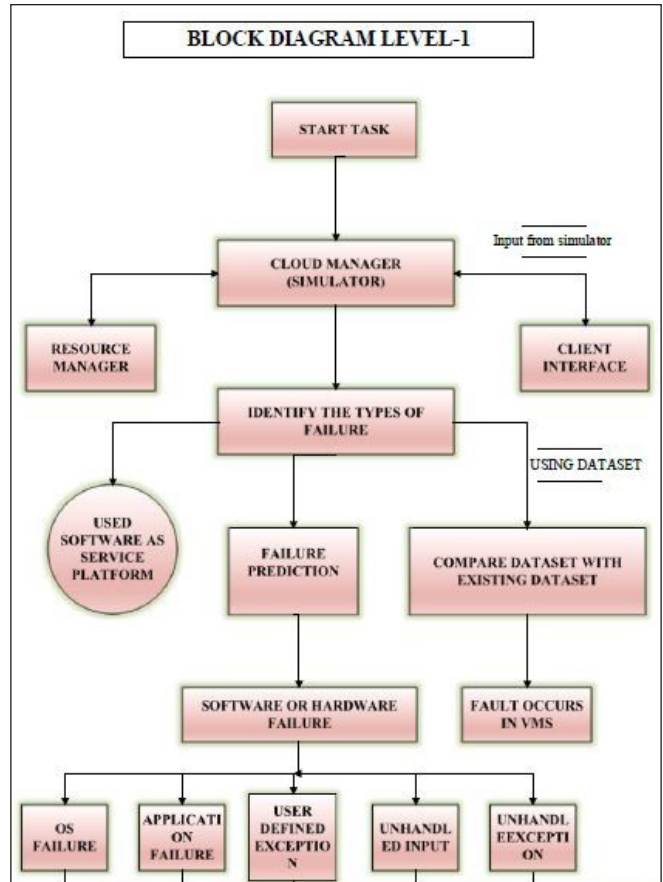 BLOCK DIAGRAM LEVEL-1
START TASK
Input from simulator
CLOUD MANAGER
(SIMULATOR)
RESOURCE
MANAGER
CLIENT
INTERFACE
IDENTIFY THE TYPES OF
FAILURE
USING DATASET
USED
SOFTWARE AS
SERVICE
PLATFORM
FAILURE
PREDICTION
COMPARE DATASET WITH
EXISTING DATASET
SOFTWARE OR HARDWARE
FAILURE
FAULT OCCURS
IN VMS
OS
FAILURE
APPLICATI
ON
FAILURE
USER
DEFINED
EXCEPTIO
N
UNHANDL
ED INPUT
UNHANDL
EEXCEPTI
ON